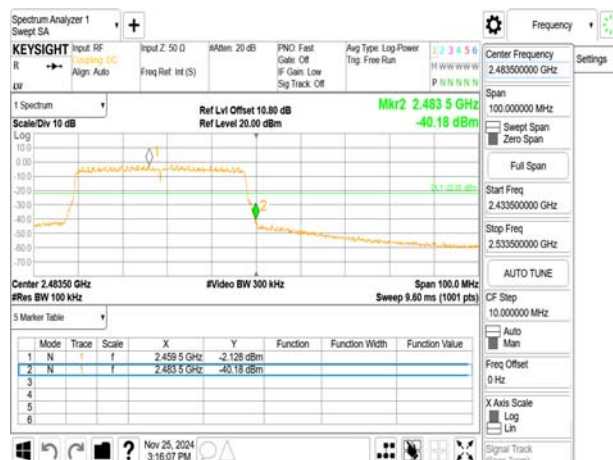 Spectrum Analyzer 1
Swept SA
Frequency
KEYSIGHT
Input: RF
Coupling: DC
Align: Auto
Input Z: 50 Ω
Freq Ref: Int (S)
#Atten: 20 dB
PNO: Fast
Gate: Off
IF Gain: Low
Sig Track: Off
Avg Type: Log-Power
Trig: Free Run
1 2 3 4 5 6
M W W W W W
P N N N N N
R
Center Frequency
2.483500000 GHz
Settings
Span
100.000000 MHz
Swept Span
Zero Span
Full Span
Start Freq
2.433500000 GHz
Stop Freq
2.533500000 GHz
AUTO TUNE
CF Step
10.000000 MHz
Auto
Man
Freq Offset
0 Hz
X Axis Scale
Log
Lin
Signal Track
1 Spectrum
Scale/Div 10 dB
Ref Lvl Offset 10.80 dB
Ref Level 20.00 dBm
Mkr2 2.483 5 GHz
-40.18 dBm
Log
10.0
0.00
-10.0
-20.0
-30.0
-40.0
-50.0
-60.0
-70.0
1
2
Center 2.48350 GHz
#Res BW 100 kHz
#Video BW 300 kHz
Span 100.0 MHz
Sweep 9.60 ms (1001 pts)
5 Marker Table
Mode Trace Scale X Y Function Function Width Function Value
1 N 1 f 2.459 5 GHz -2.128 dBm
2 N 1 f 2.483 5 GHz -40.18 dBm
3
4
5
6
Nov 25, 2024
3:16:07 PM